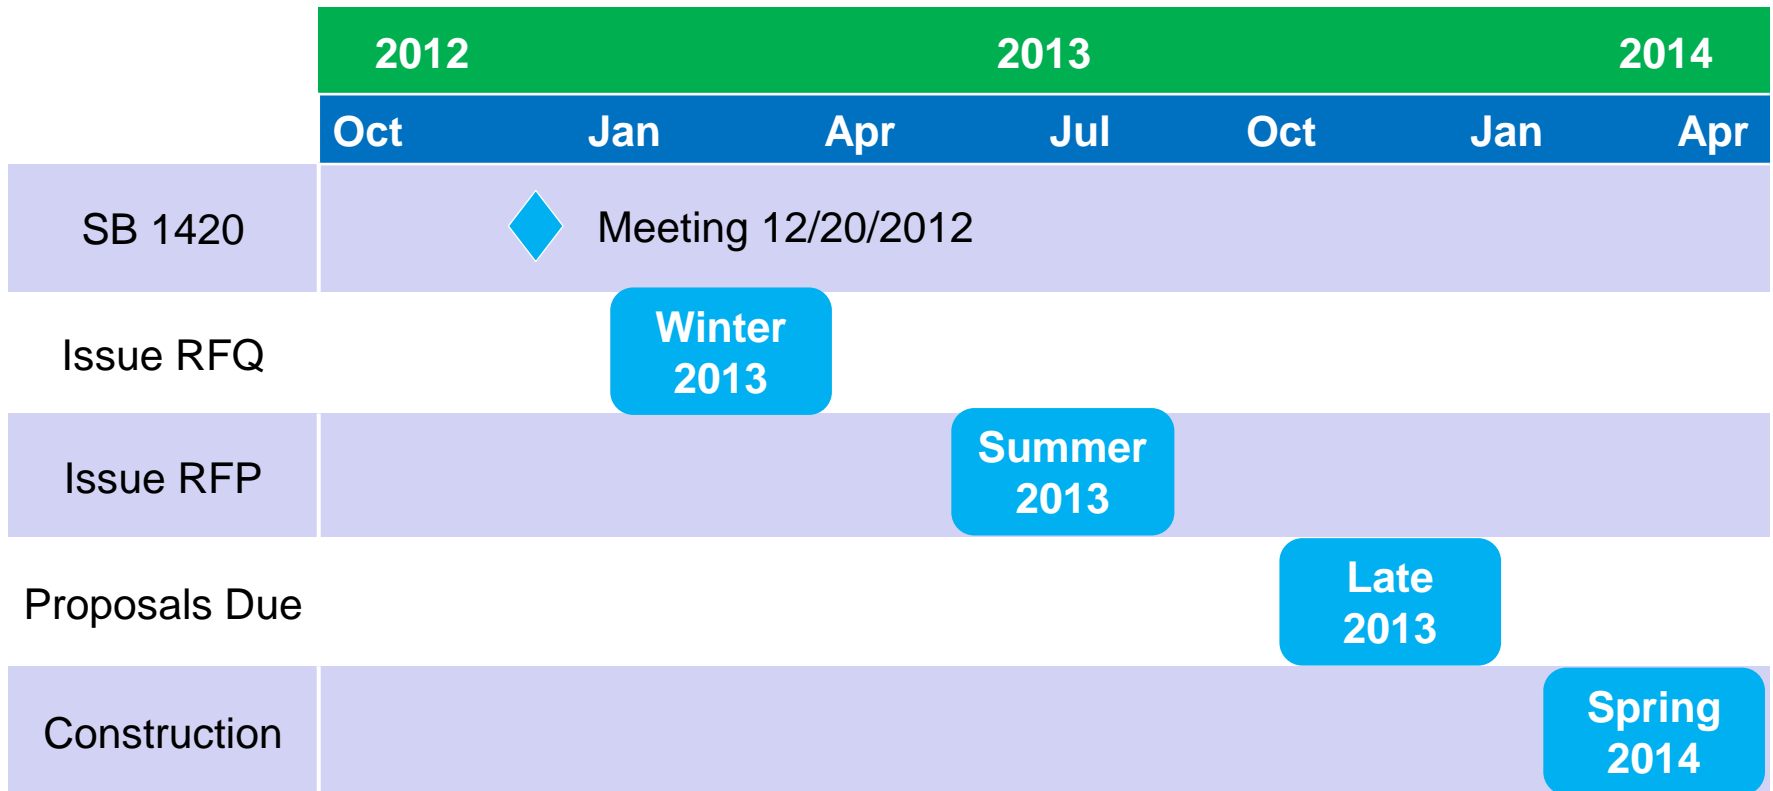 2012 2013 2014
Oct Jan Apr Jul Oct Jan Apr
SB 1420 Meeting 12/20/2012
Issue RFQ
Winter
2013
Issue RFP
Summer
2013
Proposals Due
Late
2013
Construction
Spring
2014